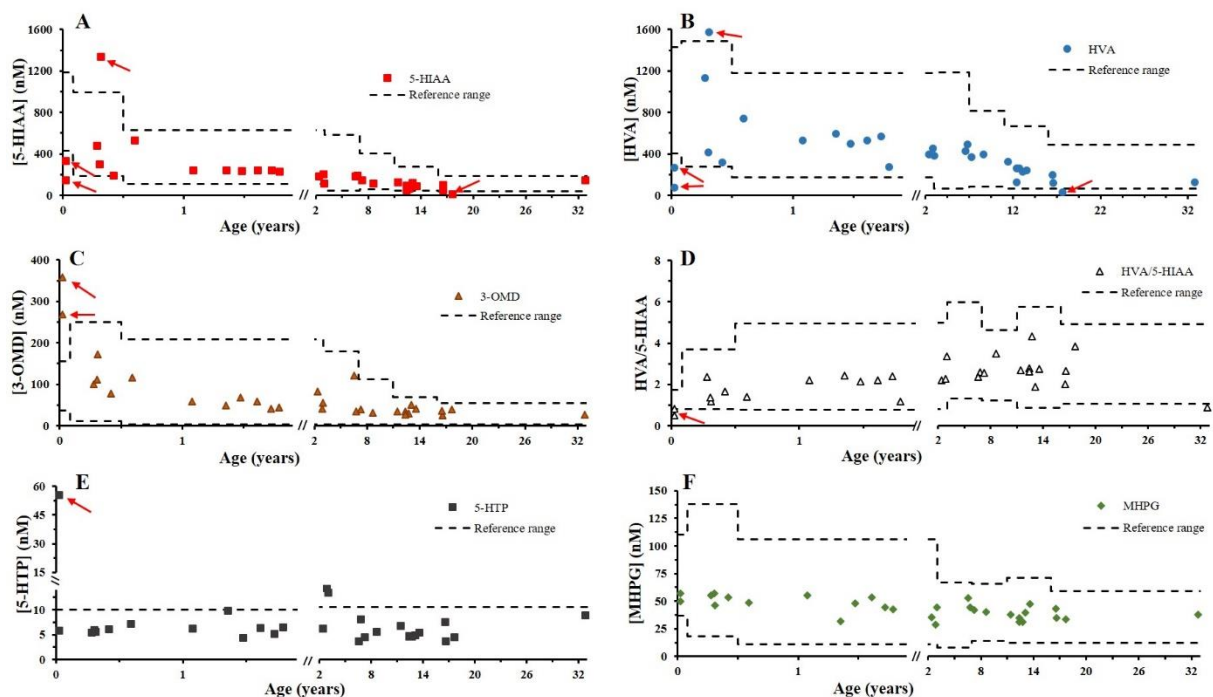 A
1600
1200
800
400
0
[5-HIAA] (nM)
5-HIAA
Reference range
0 1 // 2 8 14 20 26 32
Age (years)
B
1600
1200
800
400
0
[HVA] (nM)
HVA
Reference range
0 1 // 2 12 22 32
Age (years)
C
400
300
200
100
0
[3-OMD] (nM)
3-OMD
Reference range
0 1 // 2 8 14 20 26 32
Age (years)
D
8
6
4
2
0
HVA/5-HIAA
HVA/5-HIAA
Reference range
0 1 2 8 14 20 26 32
Age (years)
E
60
45
30
15
10
5
0
[5-HTP] (nM)
5-HTP
Reference range
0 1 // 2 8 14 20 26 32
Age (years)
F
150
125
100
75
50
25
0
[MHPG] (nM)
MHPG
Reference range
0 1 // 2 8 14 20 26 32
Age (years)